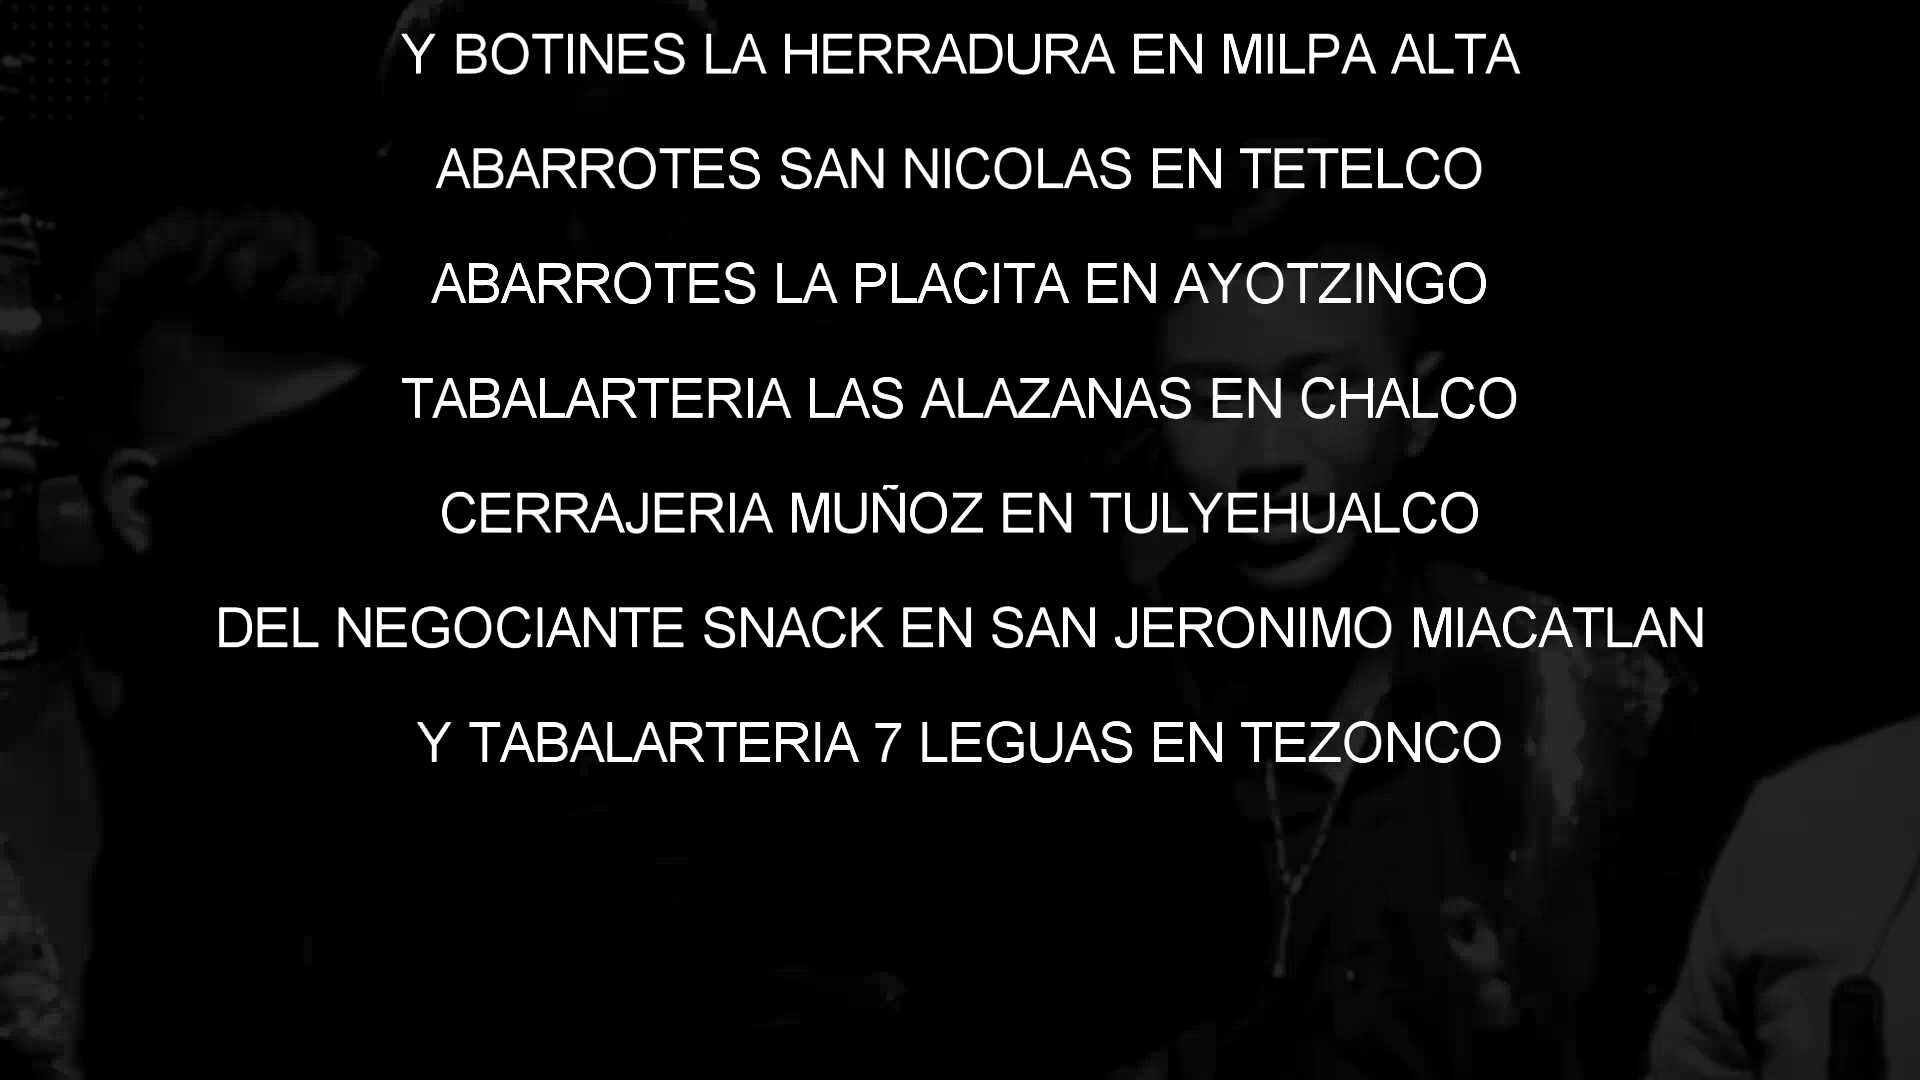 Y BOTINES LA HERRADURA EN MILPA ALTA
ABARROTES SAN NICOLAS EN TETELCO
ABARROTES LA PLACITA EN AYOTZINGO
TABALARTERIA LAS ALAZANAS EN CHALCO
CERRAJERIA MUÑOZ EN TULYEHUALCO
DEL NEGOCIANTE SNACK EN SAN JERONIMO MIACATLAN
Y TABALARTERIA 7 LEGUAS EN TEZONCO